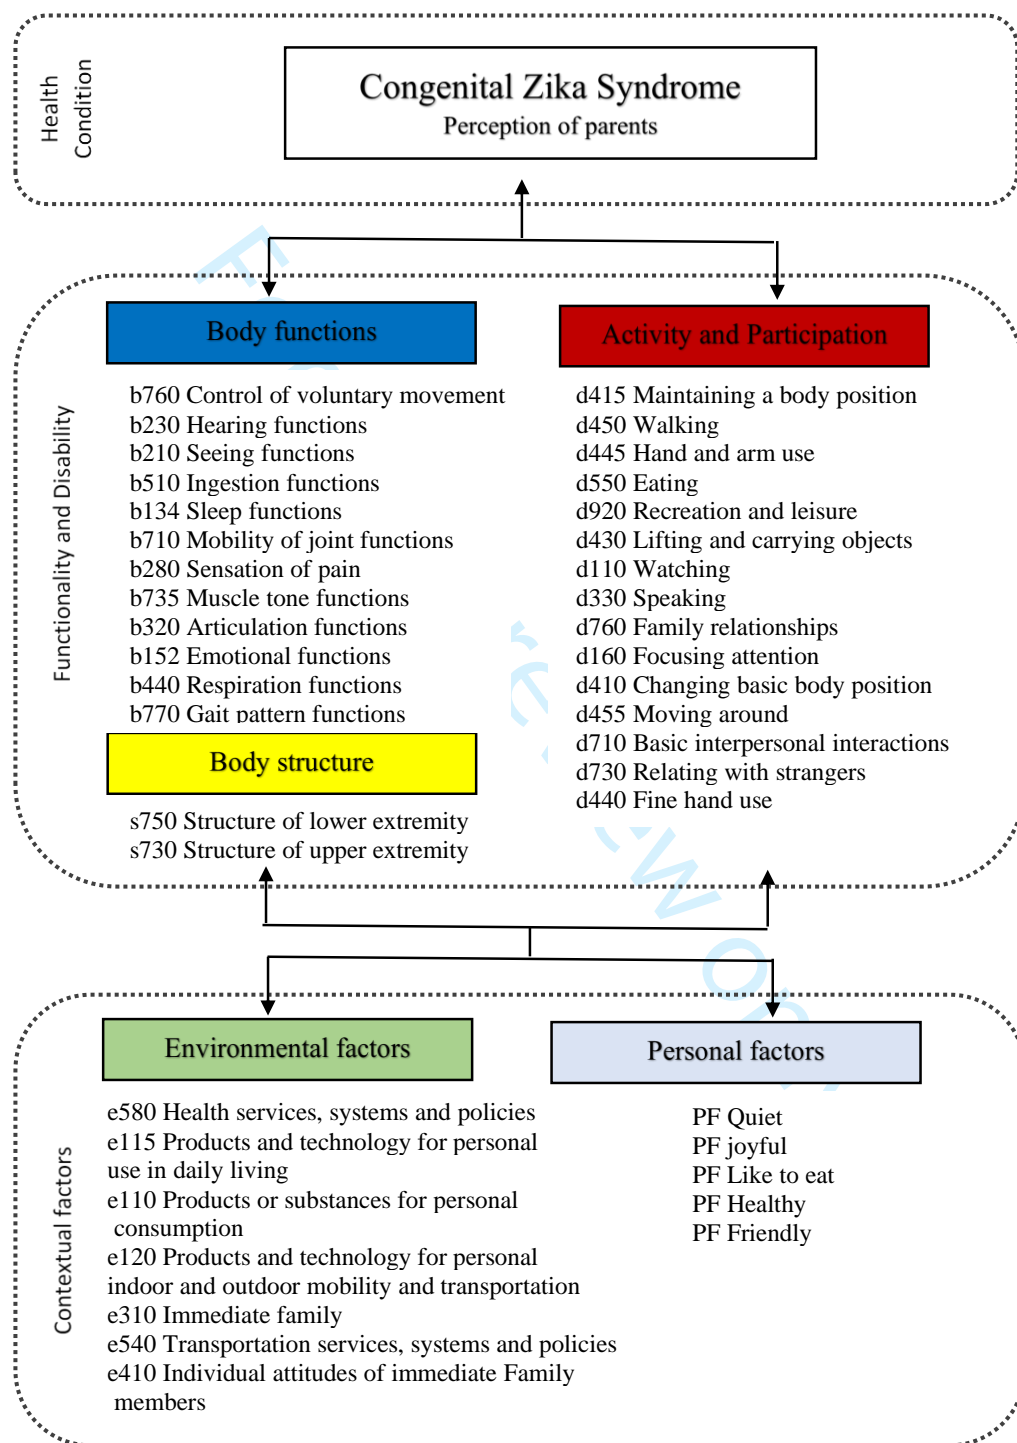 Health
Condition
Congenital Zika Syndrome
Perception of parents
Functionality and Disability
Body functions
b760 Control of voluntary movement
b230 Hearing functions
b210 Seeing functions
b510 Ingestion functions
b134 Sleep functions
b710 Mobility of joint functions
b280 Sensation of pain
b735 Muscle tone functions
b320 Articulation functions
b152 Emotional functions
b440 Respiration functions
b770 Gait pattern functions
Body structure
s750 Structure of lower extremity
s730 Structure of upper extremity
Activity and Participation
d415 Maintaining a body position
d450 Walking
d445 Hand and arm use
d550 Eating
d920 Recreation and leisure
d430 Lifting and carrying objects
d110 Watching
d330 Speaking
d760 Family relationships
d160 Focusing attention
d410 Changing basic body position
d455 Moving around
d710 Basic interpersonal interactions
d730 Relating with strangers
d440 Fine hand use
Contextual factors
Environmental factors
e580 Health services, systems and policies
e115 Products and technology for personal
use in daily living
e110 Products or substances for personal
consumption
e120 Products and technology for personal
indoor and outdoor mobility and transportation
e310 Immediate family
e540 Transportation services, systems and policies
e410 Individual attitudes of immediate Family
members
Personal factors
PF Quiet
PF joyful
PF Like to eat
PF Healthy
PF Friendly